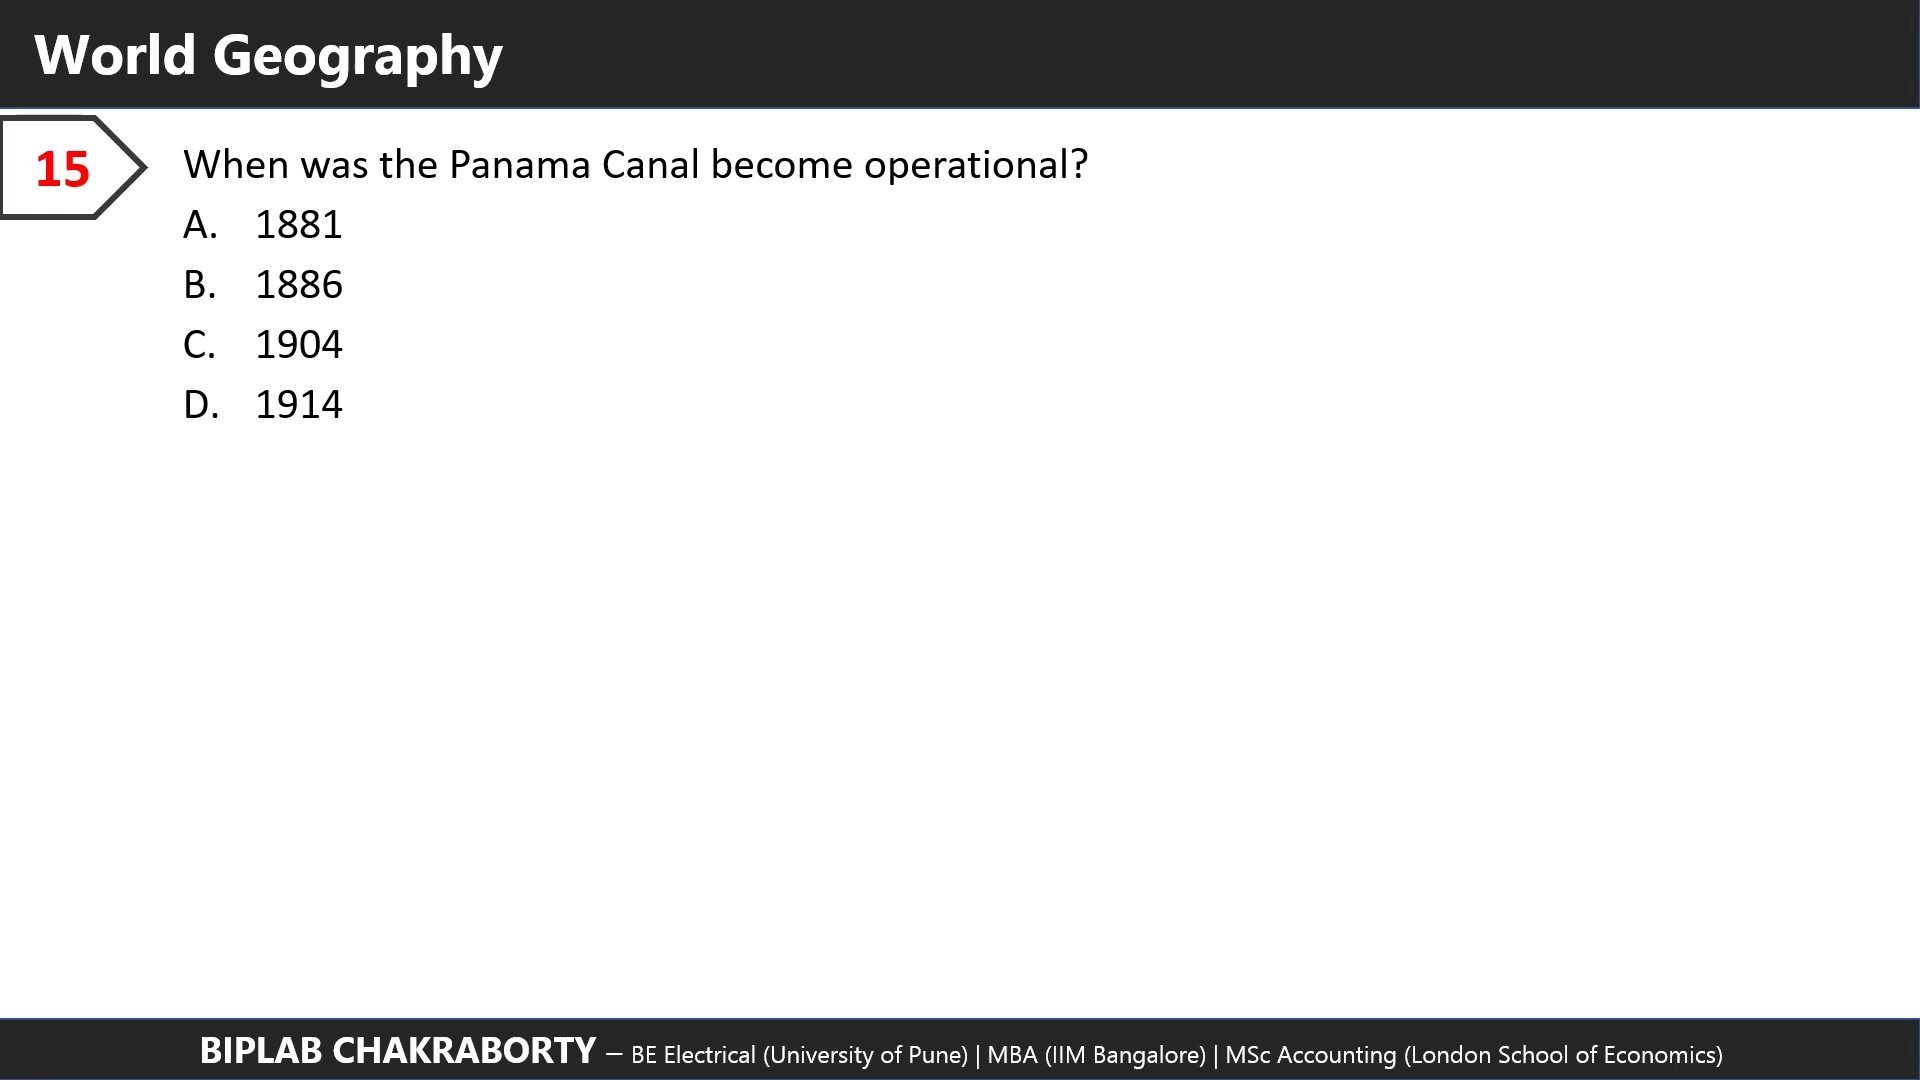 World Geography
15
When was the Panama Canal become operational?
A. 1881
B. 1886
C. 1904
D. 1914
BIPLAB CHAKRABORTY – BE Electrical (University of Pune) | MBA (IIM Bangalore) | MSc Accounting (London School of Economics)